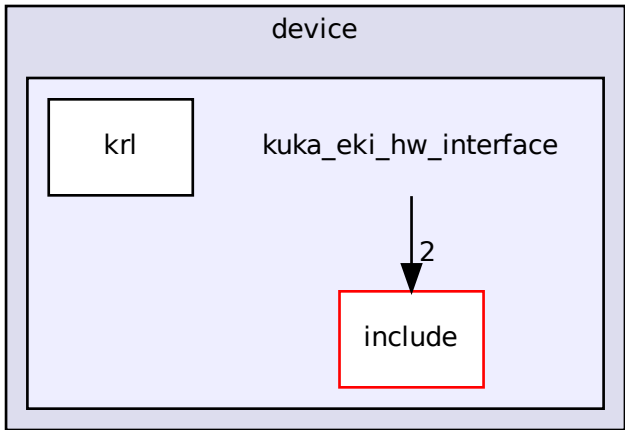 device
krl
kuka_eki_hw_interface
2
include